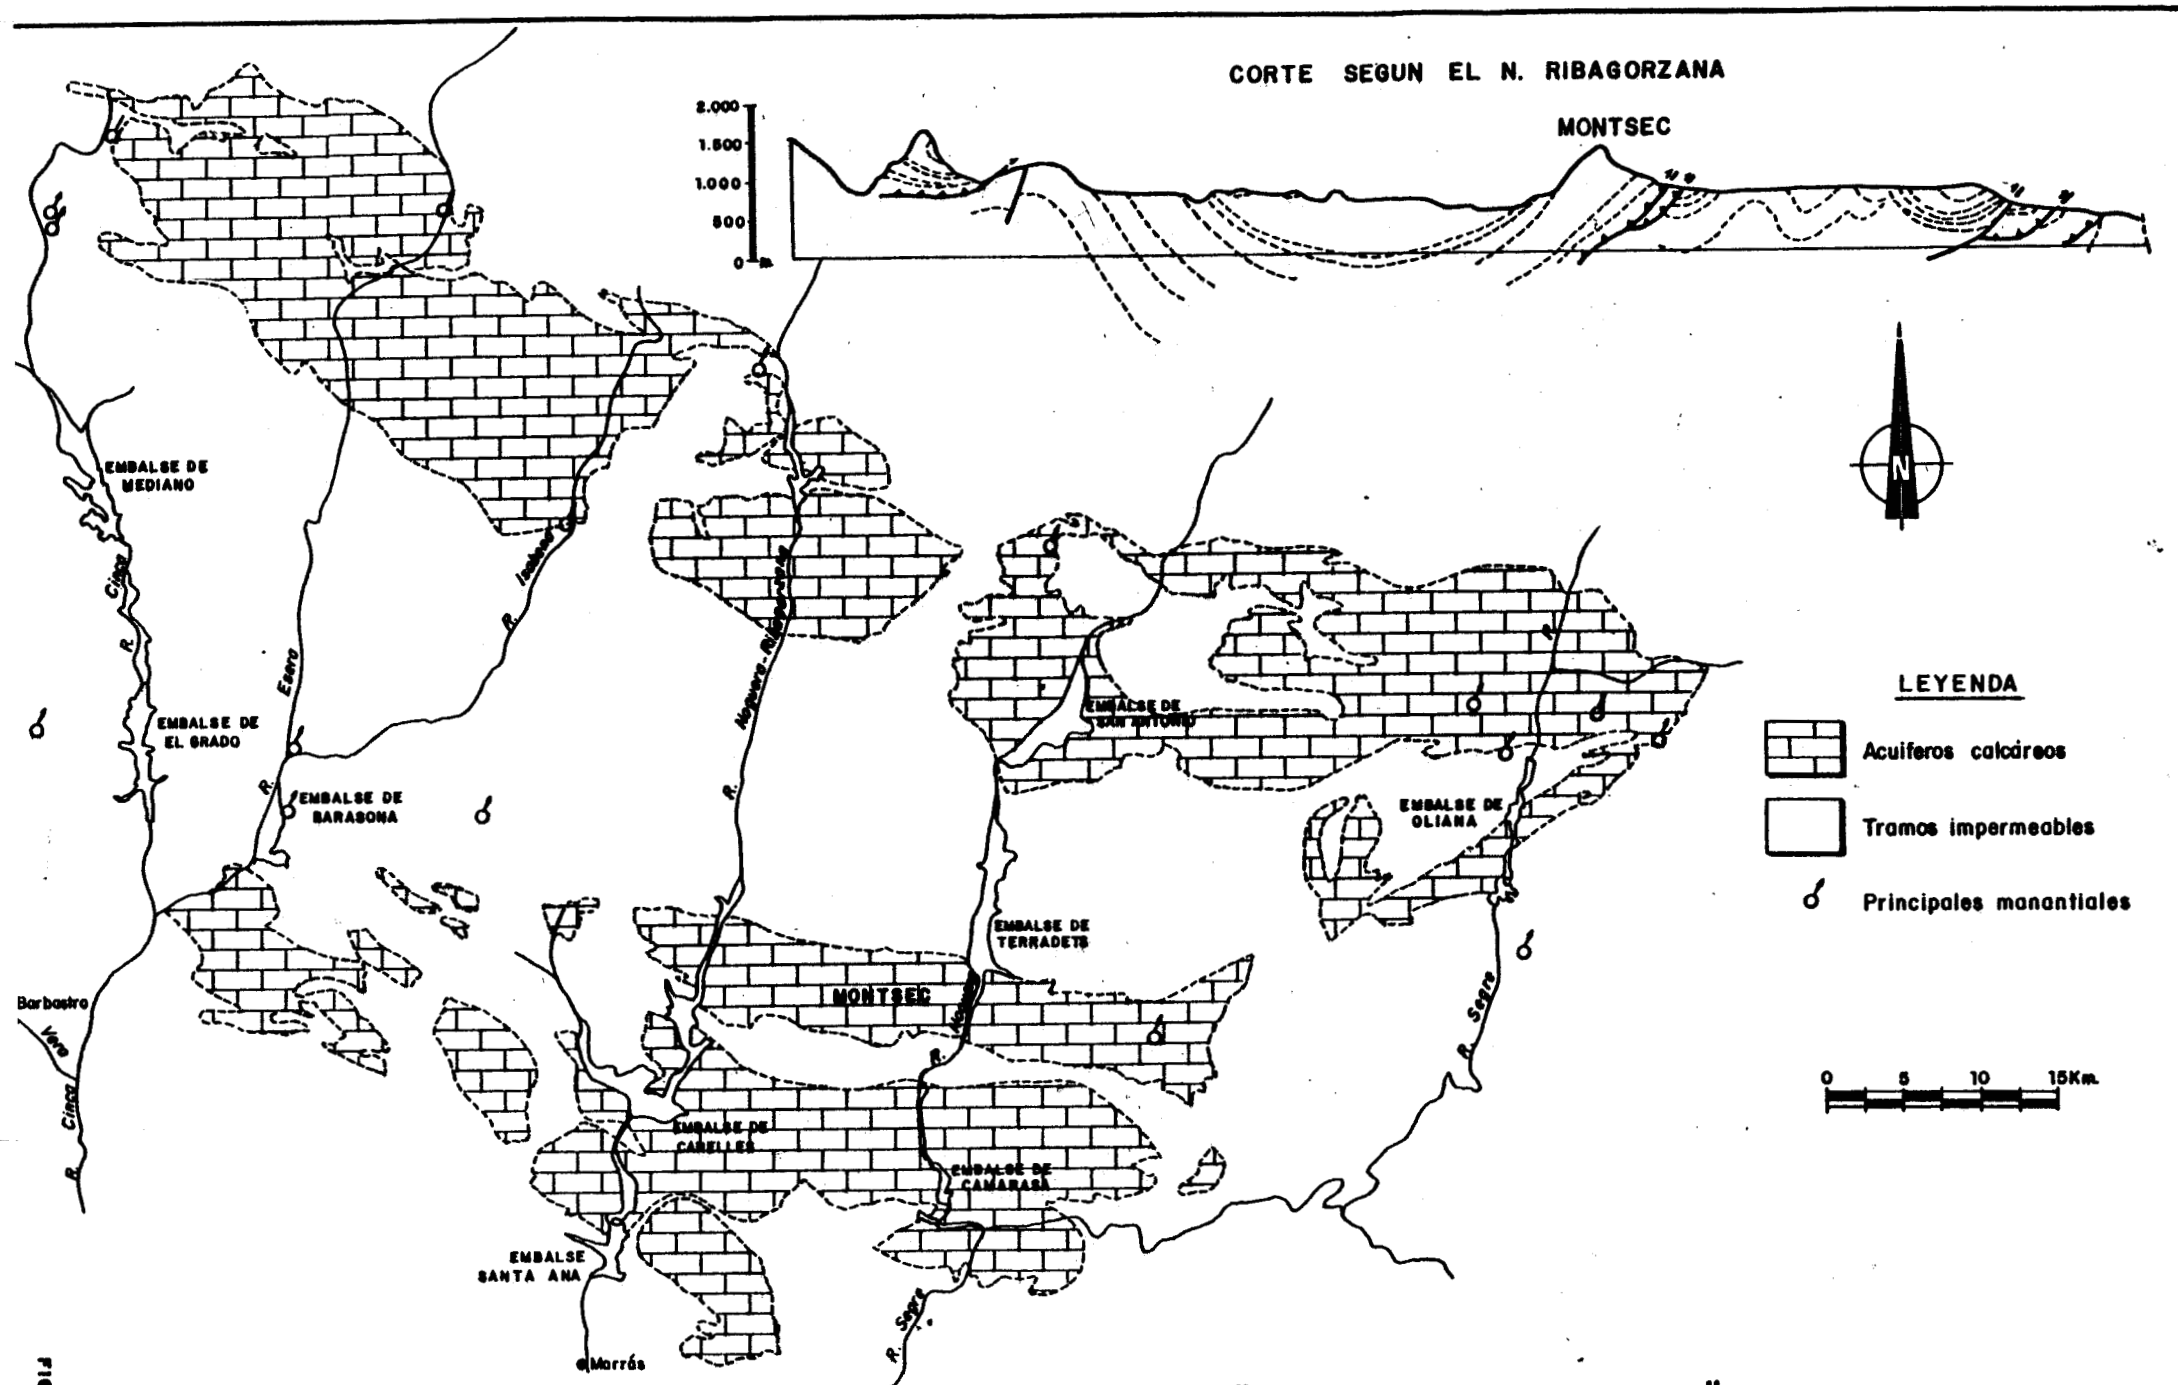 CORTE SEGUN EL N. RIBAGORZANA
MONTSEC
2.000
1.500
1.000
500
0 m.
EMBALSE DE
MEDIANO
R. Cinca
R. Esera
R. Isabena
R. Noguera-Ribagorzana
EMBALSE DE
EL GRADO
EMBALSE DE
BARASONA
EMBALSE DE
SAN ANTONIO
R.
EMBALSE DE
OLIANA
N
LEYENDA
Acuiferos calcáreos
Tramos impermeables
Principales manantiales
EMBALSE DE
TERRADETS
MONTSEC
R. Noguera
R. Segre
Barbastro
Vero
R. Cinca
0 5 10 15Km.
EMBALSE DE
CANELLES
EMBALSE DE
CAMARASA
EMBALSE
SANTA ANA
R. Segre
Marrás